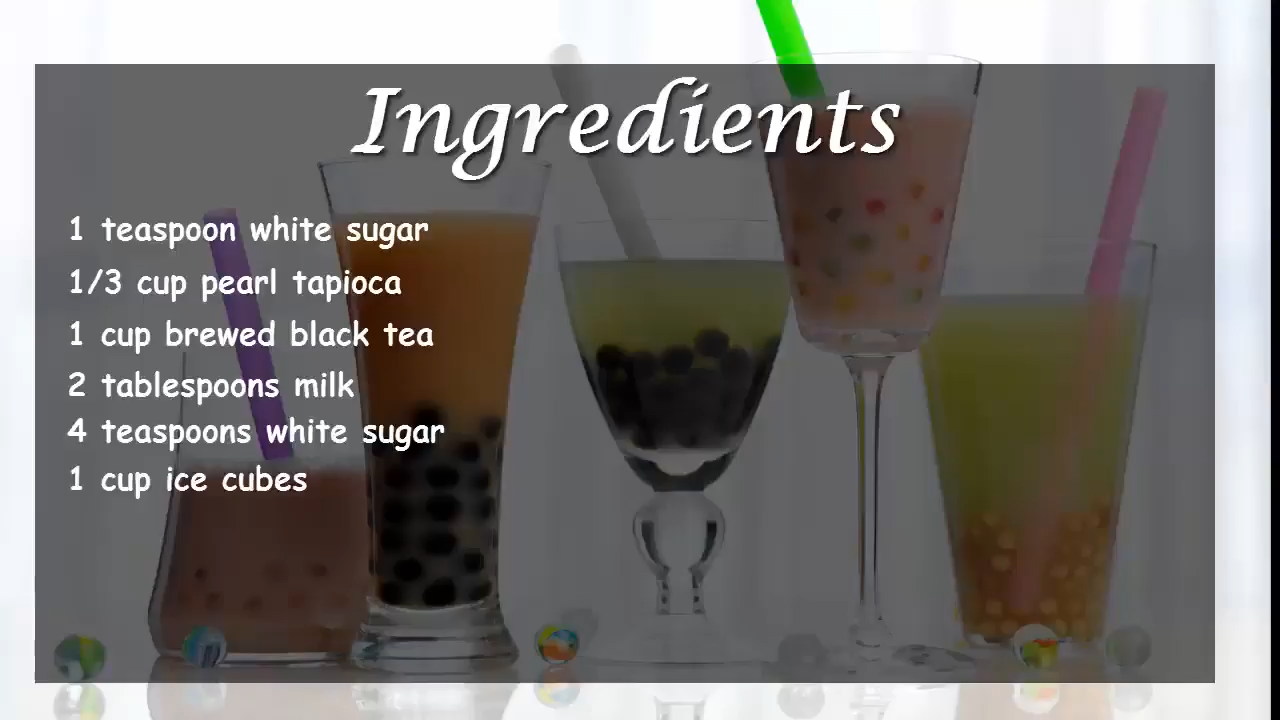 Ingredients
1 teaspoon white sugar
1/3 cup pearl tapioca
1 cup brewed black tea
2 tablespoons milk
4 teaspoons white sugar
1 cup ice cubes